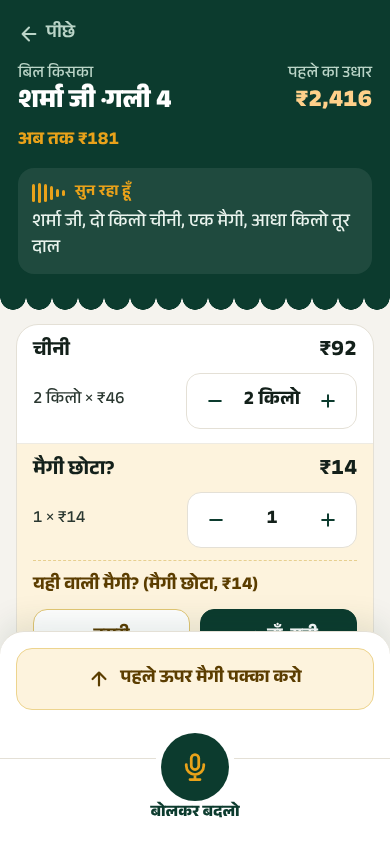 पीछे
बिल किसका
पहले का उधार
शर्मा जी ·गली 4
₹2,416
अब तक ₹181
सुन रहा हूँ
शर्मा जी, दो किलो चीनी, एक मैगी, आधा किलो तूर
दाल
चीनी
₹92
2 किलो × ₹46
− 2 किलो +
मैगी छोटा?
₹14
1 × ₹14
− 1 +
यही वाली मैगी? (मैगी छोटा, ₹14)
पहले ऊपर मैगी पक्का करो
बोलकर बदलो